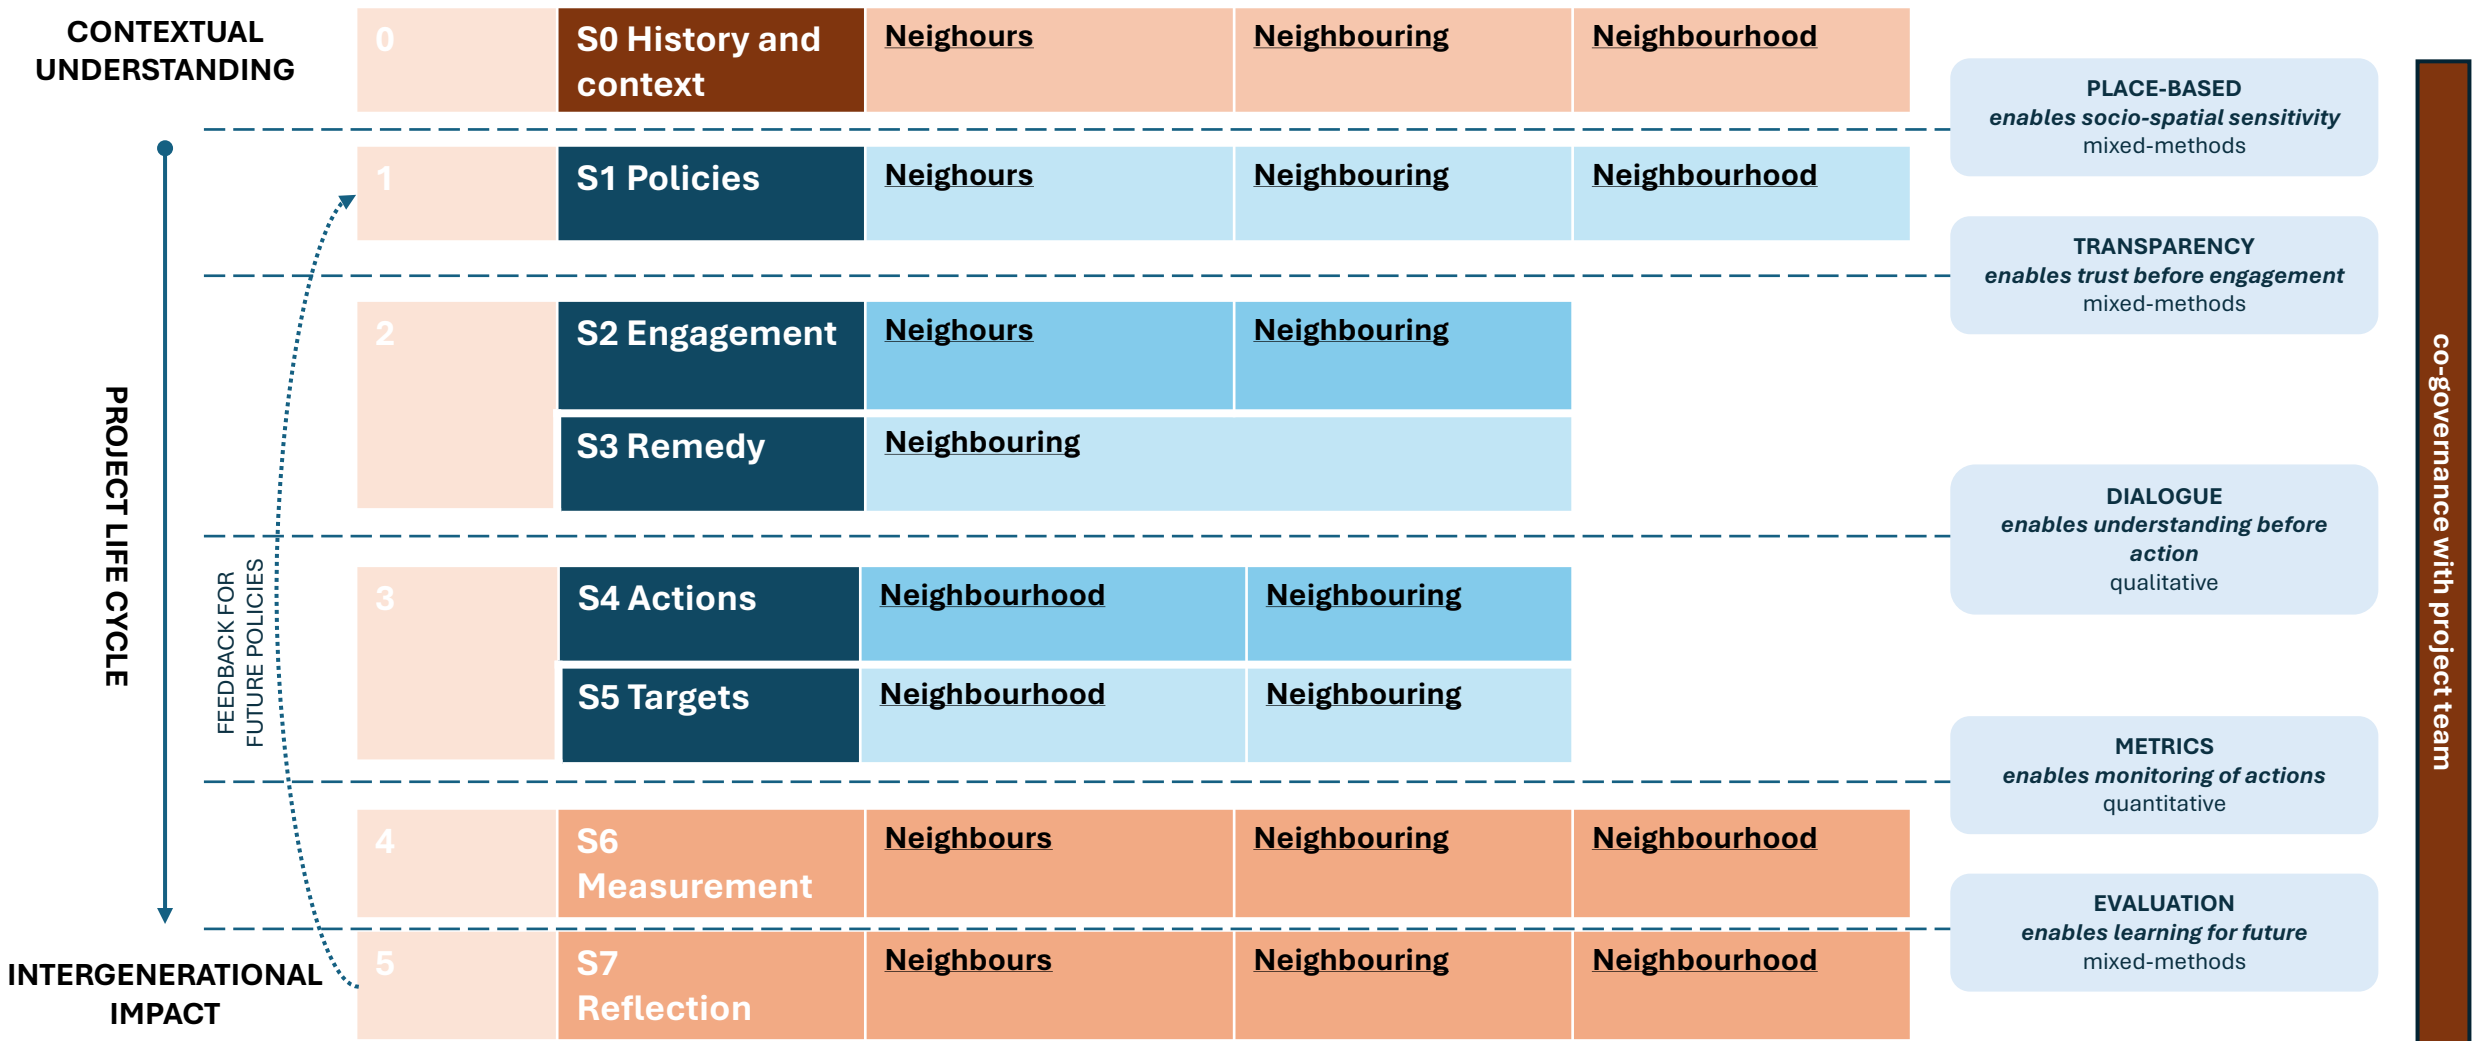 CONTEXTUAL
UNDERSTANDING
0
S0 History and
context
Neighours
Neighbouring
Neighbourhood
PLACE-BASED
enables socio-spatial sensitivity
mixed-methods
1
S1 Policies
Neighours
Neighbouring
Neighbourhood
TRANSPARENCY
enables trust before engagement
mixed-methods
2
S2 Engagement
Neighours
Neighbouring
S3 Remedy
Neighbouring
DIALOGUE
enables understanding before
action
qualitative
PROJECT LIFE CYCLE
FEEDBACK FOR
FUTURE POLICIES
3
S4 Actions
Neighbourhood
Neighbouring
S5 Targets
Neighbourhood
Neighbouring
METRICS
enables monitoring of actions
quantitative
4
S6
Measurement
Neighbours
Neighbouring
Neighbourhood
EVALUATION
enables learning for future
mixed-methods
INTERGENERATIONAL
IMPACT
5
S7
Reflection
Neighbours
Neighbouring
Neighbourhood
co-governance with project team